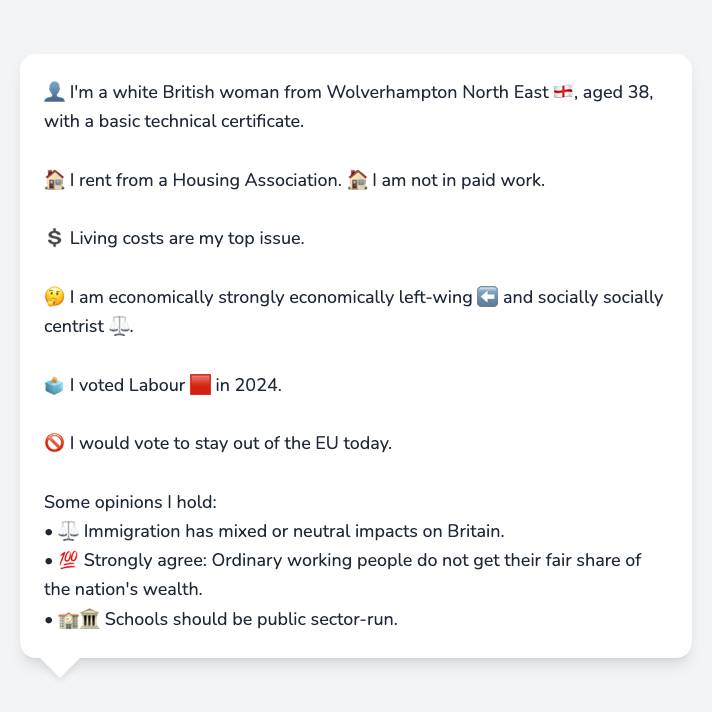 👤 I'm a white British woman from Wolverhampton North East 🏴󠁧󠁢󠁥󠁮󠁧󠁿, aged 38,
with a basic technical certificate.
🏠 I rent from a Housing Association. 🏠 I am not in paid work.
💲 Living costs are my top issue.
🤔 I am economically strongly economically left-wing ⬅️ and socially socially
centrist ⚖️.
🗳️ I voted Labour 🟥 in 2024.
🚫 I would vote to stay out of the EU today.
Some opinions I hold:
• ⚖️ Immigration has mixed or neutral impacts on Britain.
• 💯 Strongly agree: Ordinary working people do not get their fair share of
the nation's wealth.
• 🏫🏛️ Schools should be public sector-run.